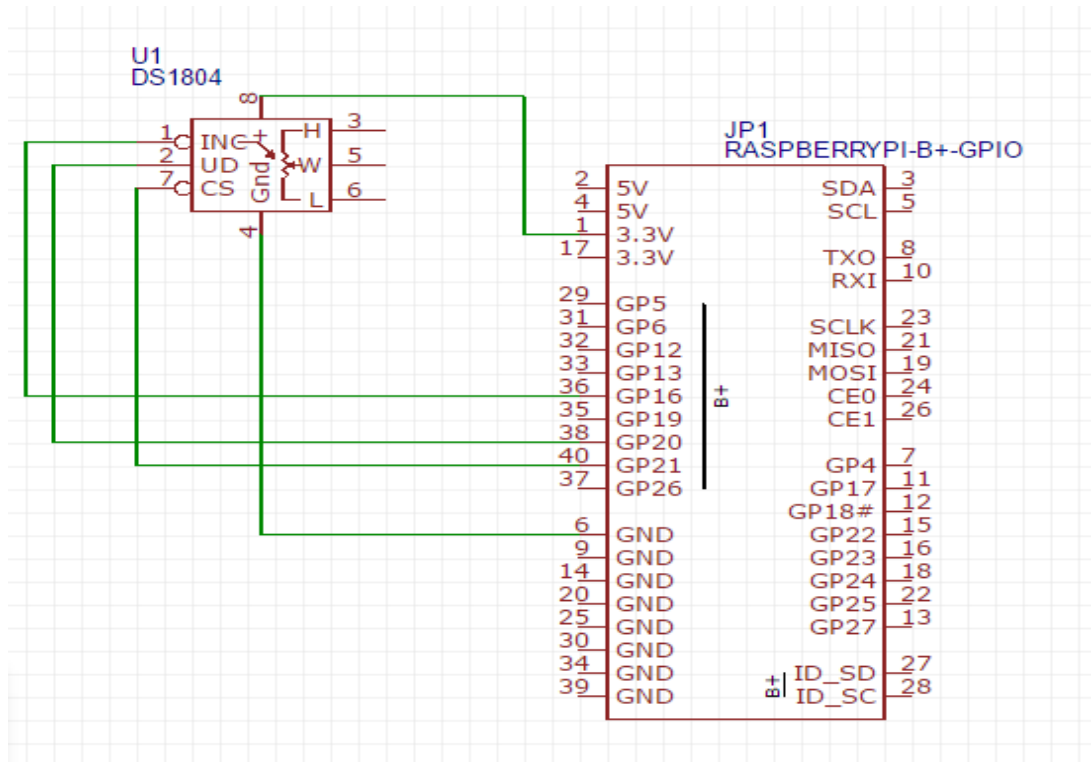 U1
DS1804
8
1 INC + H 3
2 UD W 5
7 CS Gnd L 6
4
JP1
RASPBERRYPI-B+-GPIO
2 5V SDA 3
4 5V SCL 5
1 3.3V
17 3.3V TXO 8
RXI 10
29 GP5
31 GP6 SCLK 23
32 GP12 MISO 21
33 GP13 MOSI 19
36 GP16 B+ CE0 24
35 GP19 CE1 26
38 GP20
40 GP21 GP4 7
37 GP26 GP17 11
GP18# 12
6 GND GP22 15
9 GND GP23 16
14 GND GP24 18
20 GND GP25 22
25 GND GP27 13
30 GND
34 GND B+ ID_SD 27
39 GND ID_SC 28